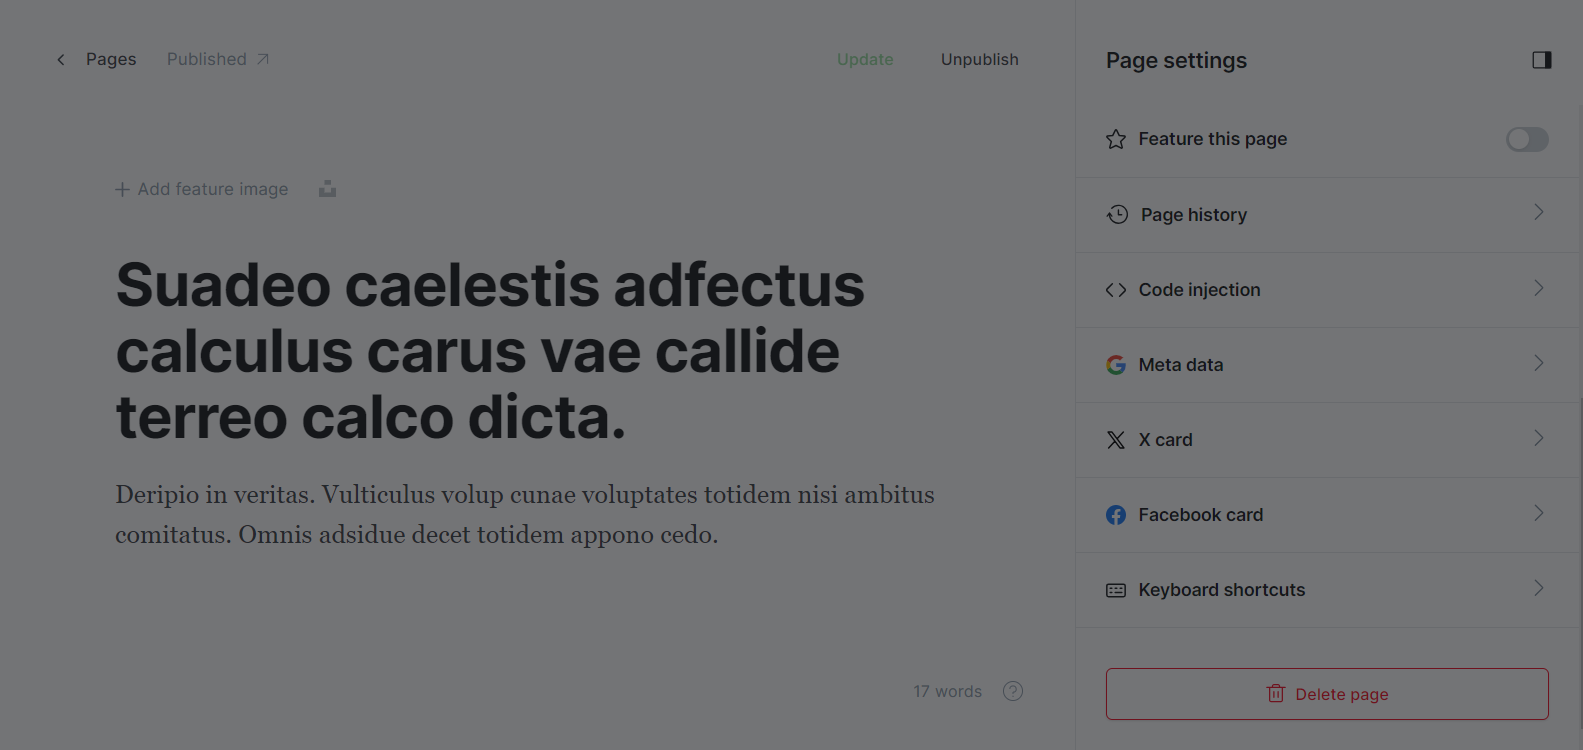 Pages
Published
Update
Unpublish
Add feature image
Suadeo caelestis adfectus
calculus carus vae callide
terreo calco dicta.
Deripio in veritas. Vulticulus volup cunae voluptates totidem nisi ambitus
comitatus. Omnis adsidue decet totidem appono cedo.
17 words
?
Page settings
Feature this page
Page history
Code injection
Meta data
X card
Facebook card
Keyboard shortcuts
Delete page